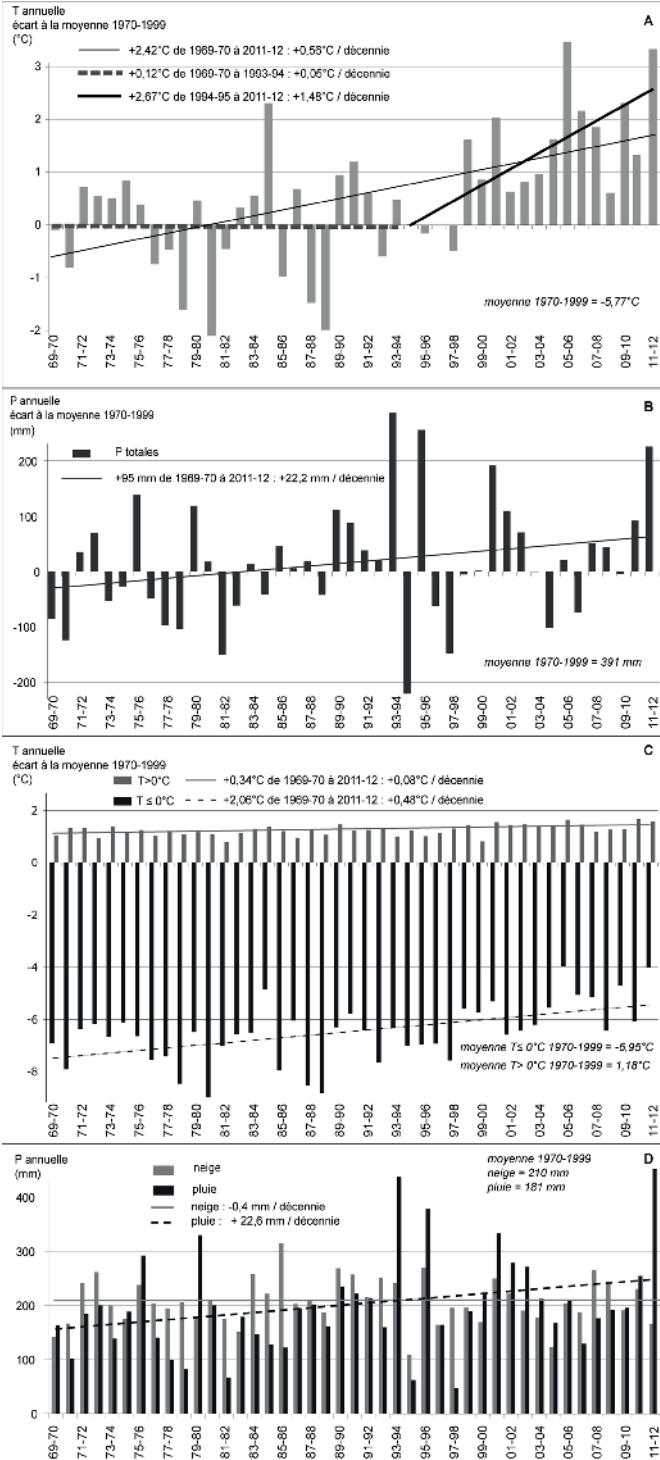 T annuelle
écart à la moyenne 1970-1999
(°C)
A
+2,42°C de 1969-70 à 2011-12 : +0,56°C / décennie
+0,12°C de 1969-70 à 1993-94 : +0,05°C / décennie
+2,67°C de 1994-95 à 2011-12 : +1,48°C / décennie
3
2
1
0
-1
-2
moyenne 1970-1999 = -5,77°C
69-70 71-72 73-74 75-76 77-78 79-80 81-82 83-84 85-86 87-88 89-90 91-92 93-94 95-96 97-98 99-00 01-02 03-04 05-06 07-08 09-10 11-12
P annuelle
écart à la moyenne 1970-1999
(mm)
B
P totales
+95 mm de 1969-70 à 2011-12 : +22,2 mm / décennie
200
100
0
-100
-200
moyenne 1970-1999 = 391 mm
69-70 71-72 73-74 75-76 77-78 79-80 81-82 83-84 85-86 87-88 89-90 91-92 93-94 95-96 97-98 99-00 01-02 03-04 05-06 07-08 09-10 11-12
T annuelle
écart à la moyenne 1970-1999
(°C)
C
T>0°C +0,34°C de 1969-70 à 2011-12 : +0,08°C / décennie
T ≤ 0°C +2,06°C de 1969-70 à 2011-12 : +0,48°C / décennie
2
0
-2
-4
-6
-8
moyenne T≤ 0°C 1970-1999 = -6,95°C
moyenne T> 0°C 1970-1999 = 1,18°C
69-70 71-72 73-74 75-76 77-78 79-80 81-82 83-84 85-86 87-88 89-90 91-92 93-94 95-96 97-98 99-00 01-02 03-04 05-06 07-08 09-10 11-12
P annuelle
(mm)
D
neige
pluie
neige : -0,4 mm / décennie
pluie : + 22,6 mm / décennie
moyenne 1970-1999
neige = 210 mm
pluie = 181 mm
400
300
200
100
0
69-70 71-72 73-74 75-76 77-78 79-80 81-82 83-84 85-86 87-88 89-90 91-92 93-94 95-96 97-98 99-00 01-02 03-04 05-06 07-08 09-10 11-12